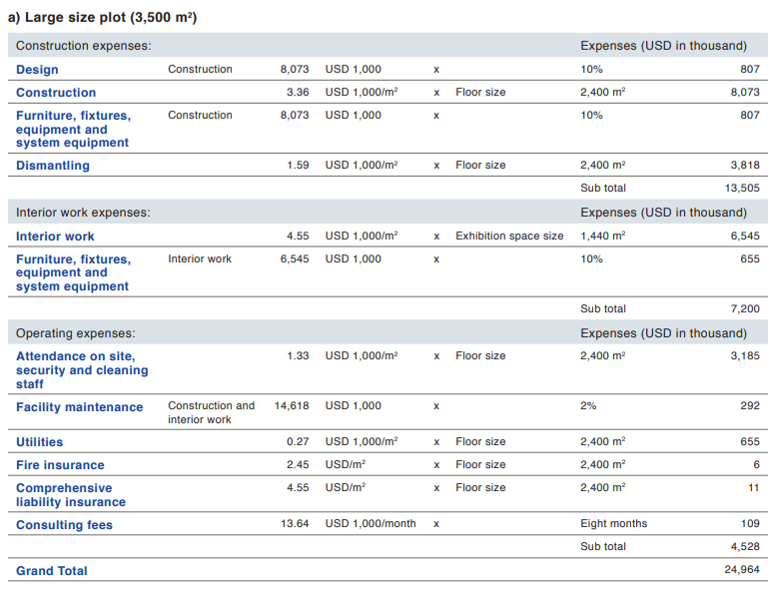 a) Large size plot (3,500 m²)
Construction expenses: Expenses (USD in thousand)
Design Construction 8,073 USD 1,000 x 10% 807
Construction 3.36 USD 1,000/m² x Floor size 2,400 m² 8,073
Furniture, fixtures, Construction 8,073 USD 1,000 x 10% 807
equipment and
system equipment
Dismantling 1.59 USD 1,000/m² x Floor size 2,400 m² 3,818
Sub total 13,505
Interior work expenses: Expenses (USD in thousand)
Interior work 4.55 USD 1,000/m² x Exhibition space size 1,440 m² 6,545
Furniture, fixtures, Interior work 6,545 USD 1,000 x 10% 655
equipment and
system equipment
Sub total 7,200
Operating expenses: Expenses (USD in thousand)
Attendance on site, 1.33 USD 1,000/m² x Floor size 2,400 m² 3,185
security and cleaning
staff
Facility maintenance Construction and 14,618 USD 1,000 x 2% 292
interior work
Utilities 0.27 USD 1,000/m² x Floor size 2,400 m² 655
Fire insurance 2.45 USD/m² x Floor size 2,400 m² 6
Comprehensive 4.55 USD/m² x Floor size 2,400 m² 11
liability insurance
Consulting fees 13.64 USD 1,000/month x Eight months 109
Sub total 4,528
Grand Total 24,964